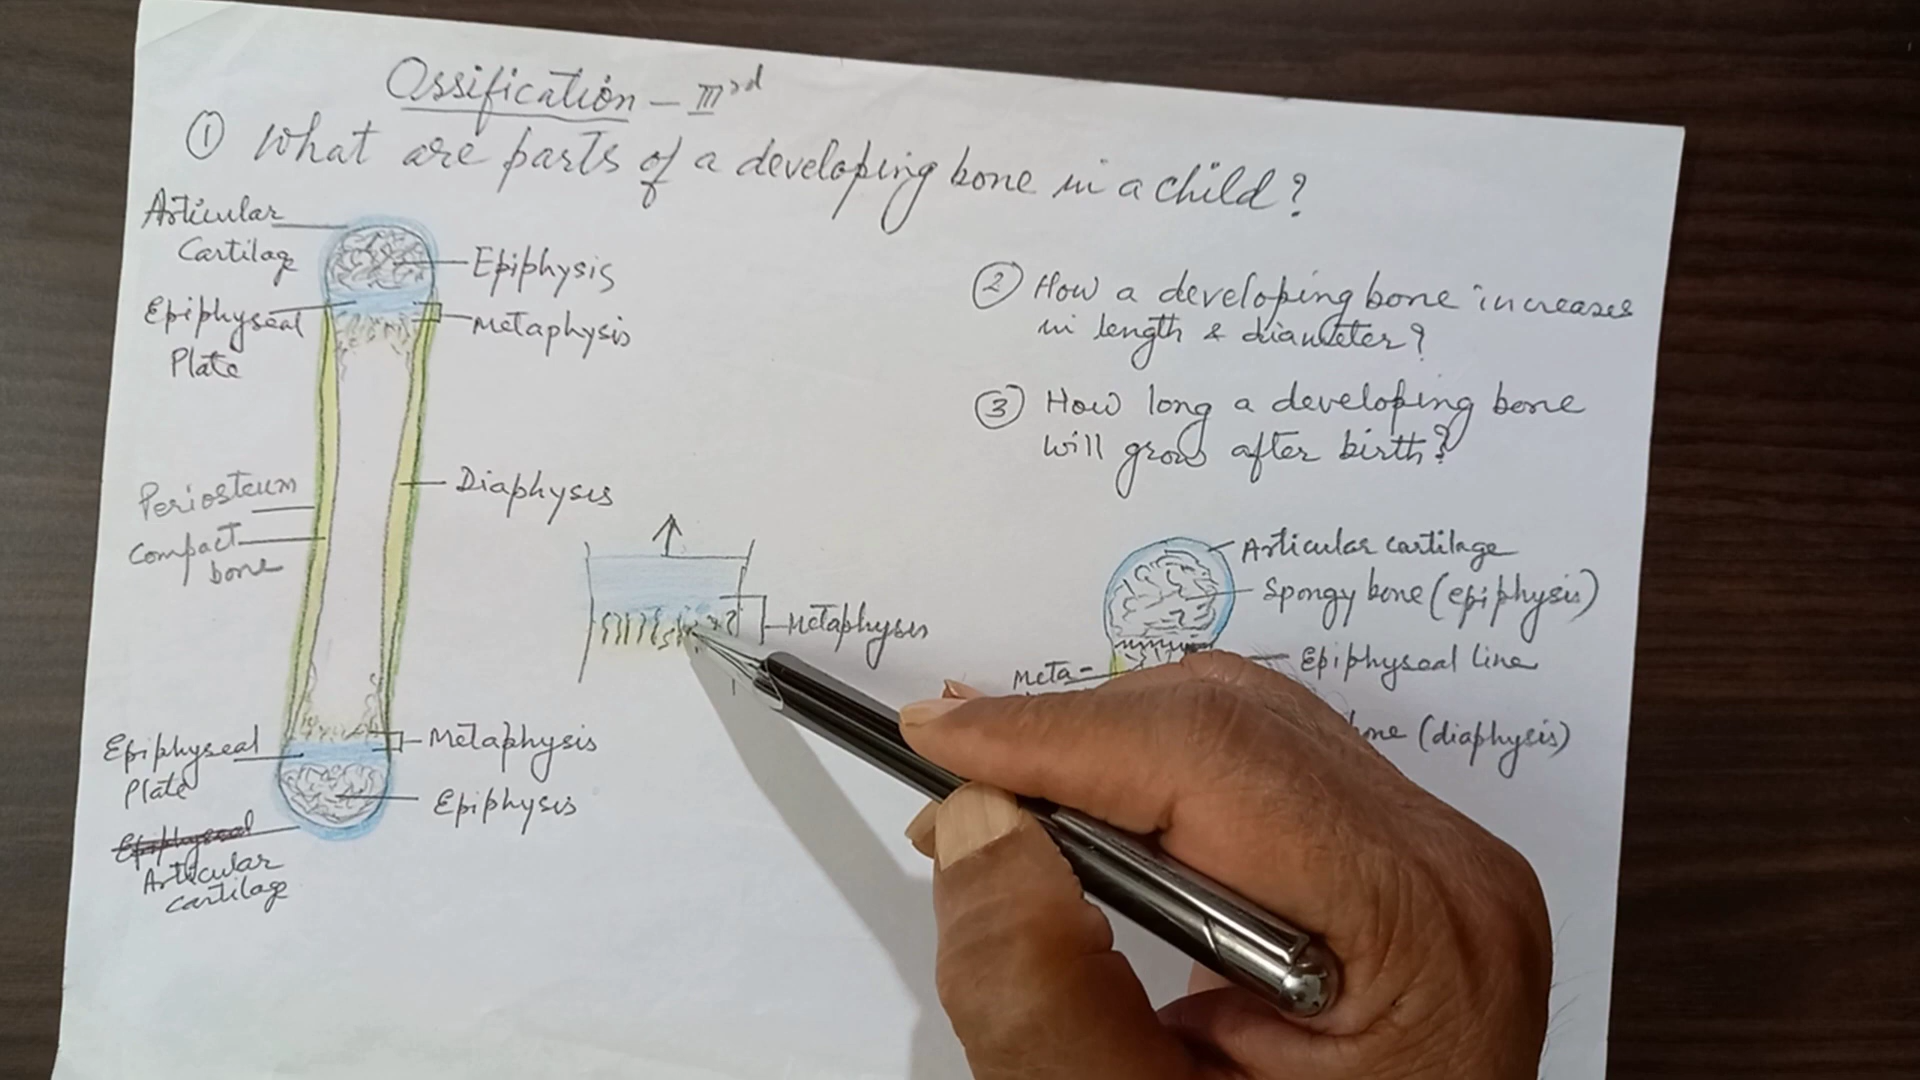 Ossification - IIIrd
① What are parts of a developing bone in a child?
Articular
Cartilage
Epiphysis
Epiphyseal
Plate
Metaphysis
Periosteum
Compact
bone
Diaphysis
Epiphyseal
Plate
Metaphysis
Epiphysis
Epiphyseal
Articular
cartilage
Metaphysis
② How a developing bone increases
in length & diameter?
③ How long a developing bone
will grow after birth?
Articular cartilage
Spongy bone (epiphysis)
Epiphyseal line
Meta-
(diaphysis)